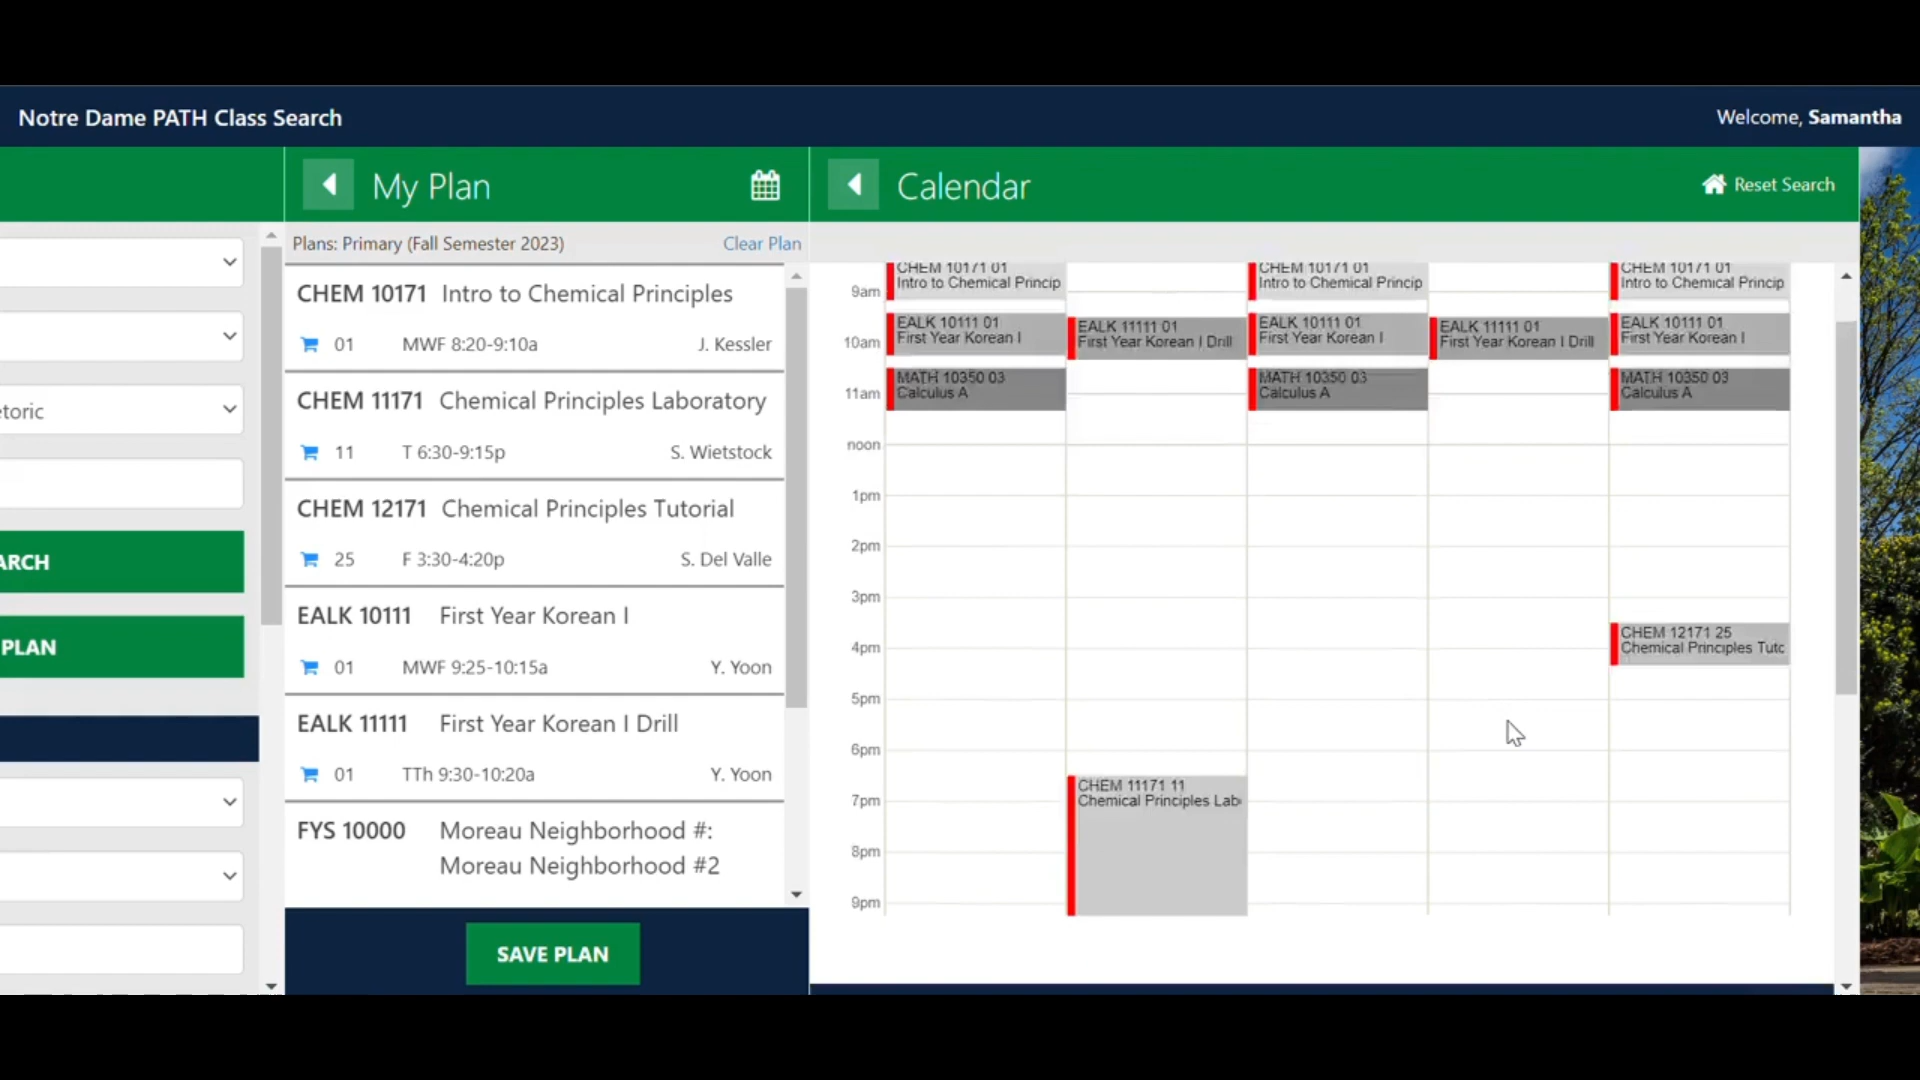 Notre Dame PATH Class Search
Welcome, Samantha
My Plan
Calendar
Reset Search
Plans: Primary (Fall Semester 2023)
Clear Plan
etoric
ARCH
PLAN
CHEM 10171 Intro to Chemical Principles
01 MWF 8:20-9:10a J. Kessler
CHEM 11171 Chemical Principles Laboratory
11 T 6:30-9:15p S. Wietstock
CHEM 12171 Chemical Principles Tutorial
25 F 3:30-4:20p S. Del Valle
EALK 10111 First Year Korean I
01 MWF 9:25-10:15a Y. Yoon
EALK 11111 First Year Korean I Drill
01 TTh 9:30-10:20a Y. Yoon
FYS 10000 Moreau Neighborhood #:
Moreau Neighborhood #2
SAVE PLAN
CHEM 10171 01
Intro to Chemical Princip
CHEM 10171 01
Intro to Chemical Princip
CHEM 10171 01
Intro to Chemical Princip
9am
EALK 10111 01
First Year Korean I
EALK 11111 01
First Year Korean I Drill
EALK 10111 01
First Year Korean I
EALK 11111 01
First Year Korean I Drill
EALK 10111 01
First Year Korean I
10am
MATH 10350 03
Calculus A
MATH 10350 03
Calculus A
MATH 10350 03
Calculus A
11am
noon
1pm
2pm
3pm
CHEM 12171 25
Chemical Principles Tutc
4pm
5pm
6pm
CHEM 11171 11
Chemical Principles Lab
7pm
8pm
9pm